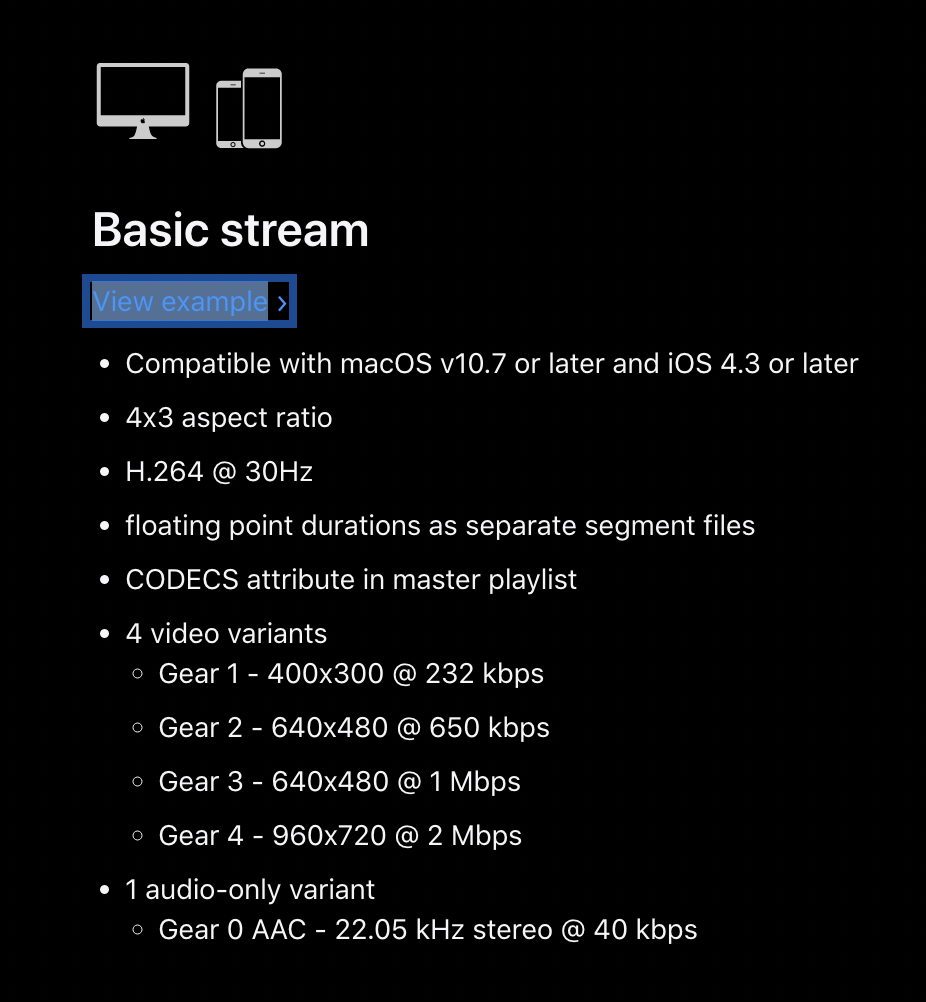 Basic stream
View example ›
• Compatible with macOS v10.7 or later and iOS 4.3 or later
• 4x3 aspect ratio
• H.264 @ 30Hz
• floating point durations as separate segment files
• CODECS attribute in master playlist
• 4 video variants
◦ Gear 1 - 400x300 @ 232 kbps
◦ Gear 2 - 640x480 @ 650 kbps
◦ Gear 3 - 640x480 @ 1 Mbps
◦ Gear 4 - 960x720 @ 2 Mbps
• 1 audio-only variant
◦ Gear 0 AAC - 22.05 kHz stereo @ 40 kbps